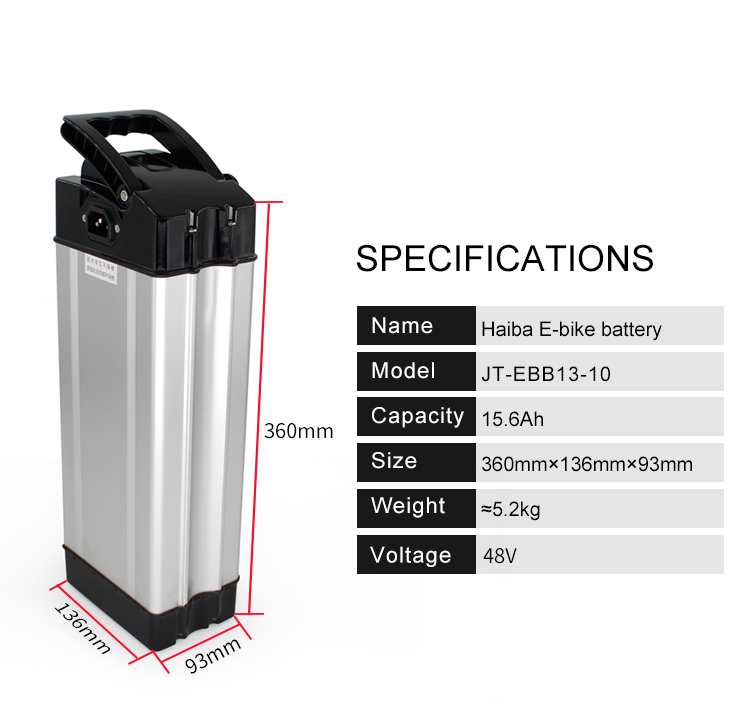 SPECIFICATIONS
Name Haiba E-bike battery
Model JT-EBB13-10
Capacity 15.6Ah
Size 360mm×136mm×93mm
Weight ≈5.2kg
Voltage 48V
360mm
136mm
93mm